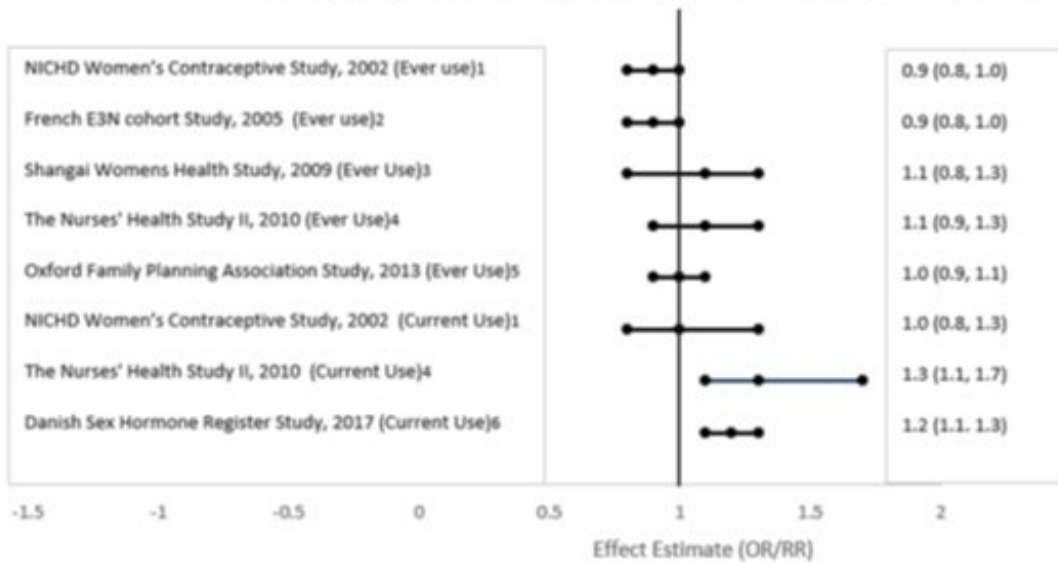 NICHD Women's Contraceptive Study, 2002 (Ever use)1 0.9 (0.8, 1.0)
French E3N cohort Study, 2005 (Ever use)2 0.9 (0.8, 1.0)
Shangai Womens Health Study, 2009 (Ever Use)3 1.1 (0.8, 1.3)
The Nurses' Health Study II, 2010 (Ever Use)4 1.1 (0.9, 1.3)
Oxford Family Planning Association Study, 2013 (Ever Use)5 1.0 (0.9, 1.1)
NICHD Women's Contraceptive Study, 2002 (Current Use)1 1.0 (0.8, 1.3)
The Nurses' Health Study II, 2010 (Current Use)4 1.3 (1.1, 1.7)
Danish Sex Hormone Register Study, 2017 (Current Use)6 1.2 (1.1. 1.3)
-1.5 -1 -0.5 0 0.5 1 1.5 2
Effect Estimate (OR/RR)